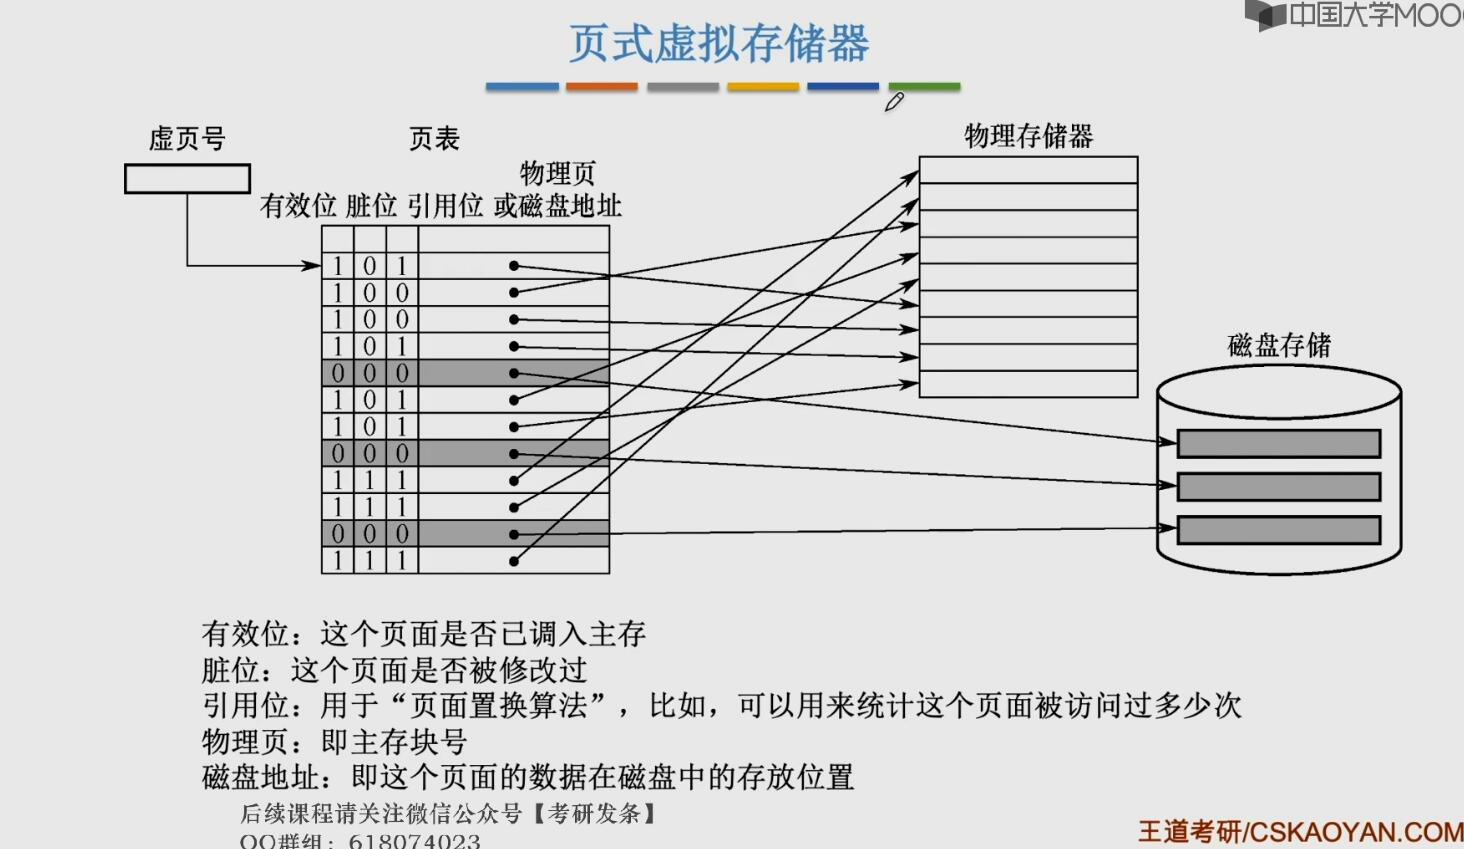 中国大学MOO
页式虚拟存储器
虚页号
页表
物理页
有效位 脏位 引用位 或磁盘地址
物理存储器
1 0 1
1 0 0
1 0 0
1 0 1
0 0 0
1 0 1
1 0 1
0 0 0
1 1 1
1 1 1
0 0 0
1 1 1
磁盘存储
有效位：这个页面是否已调入主存
脏位：这个页面是否被修改过
引用位：用于“页面置换算法”，比如，可以用来统计这个页面被访问过多少次
物理页：即主存块号
磁盘地址：即这个页面的数据在磁盘中的存放位置
后续课程请关注微信公众号【考研发条】
QQ群组：618074023
王道考研/CSKAOYAN.COM